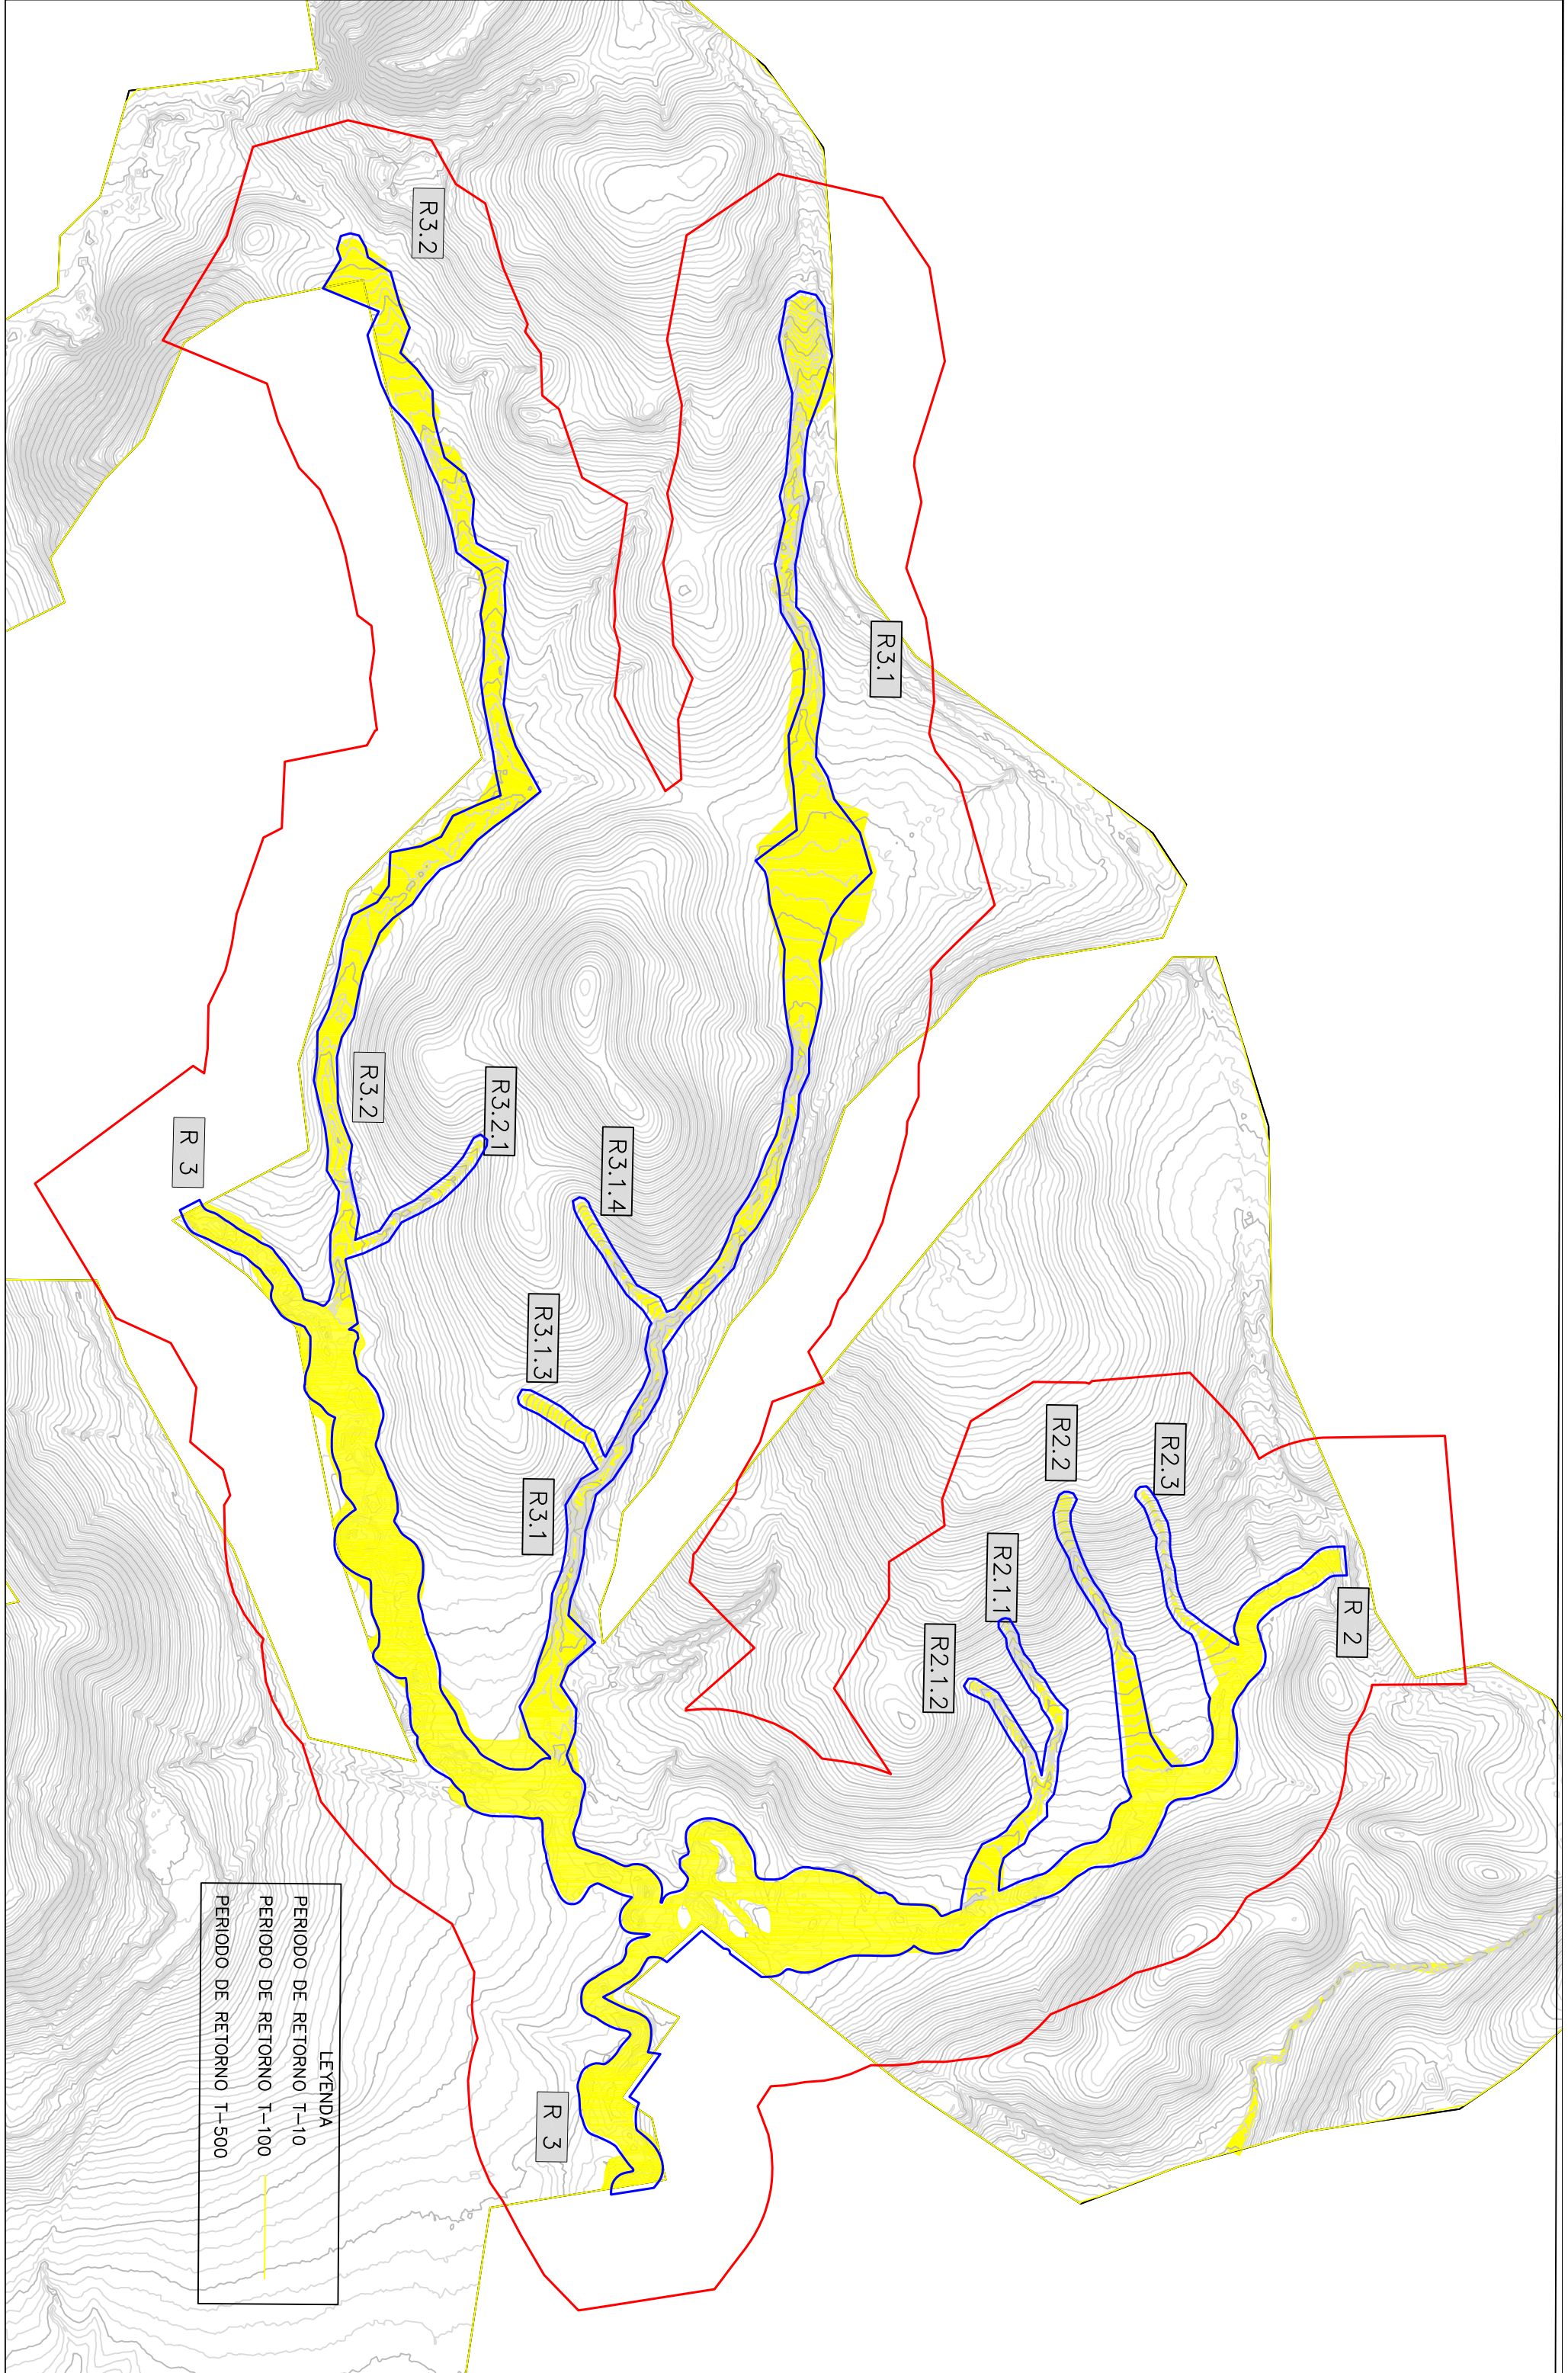 R 2
R2.3
R2.2
R2.1.1
R2.1.2
R3.1
R3.1.4
R3.1.3
R3.1
R 3
R3.2.1
R3.2
R3.2
R 3
LEYENDA
PERIODO DE RETORNO T-10
PERIODO DE RETORNO T-100
PERIODO DE RETORNO T-500